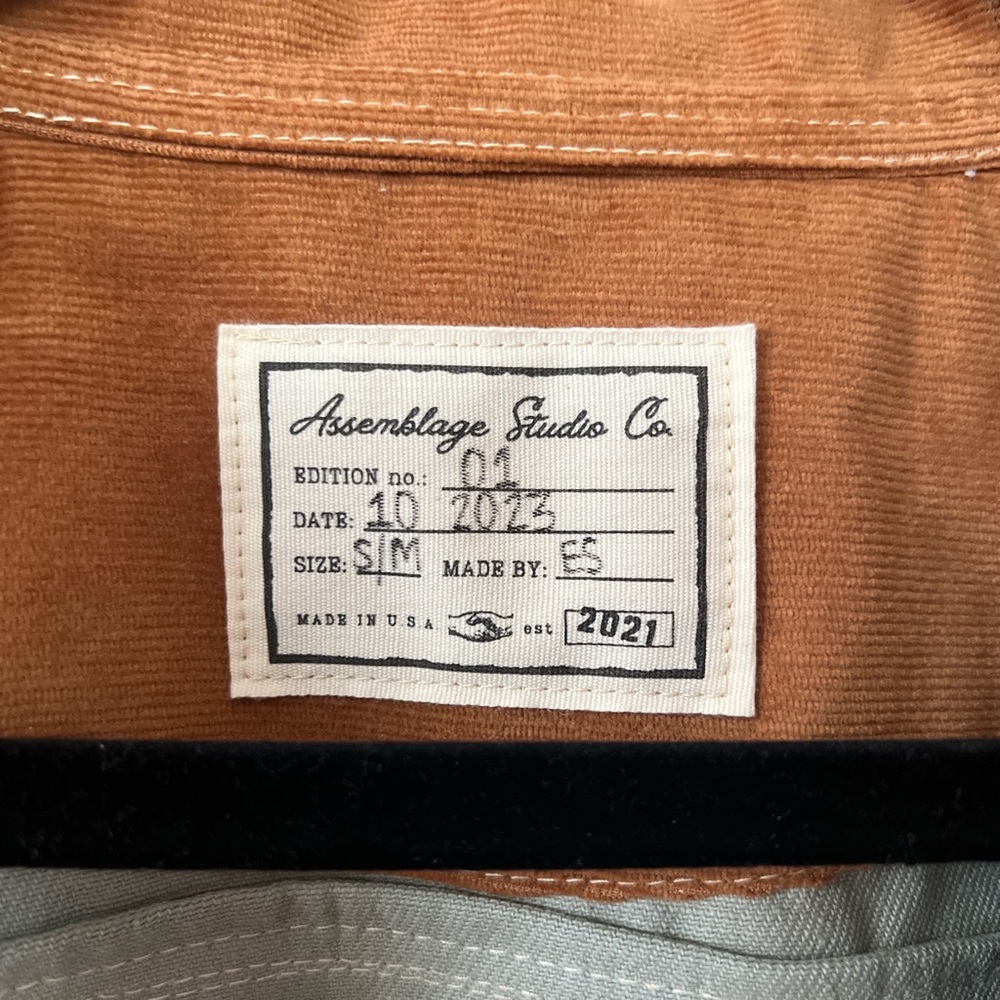 Assemblage Studio Co.
EDITION no.: 01
DATE: 10 2023
SIZE: S/M MADE BY: ES
MADE IN U S A est 2021